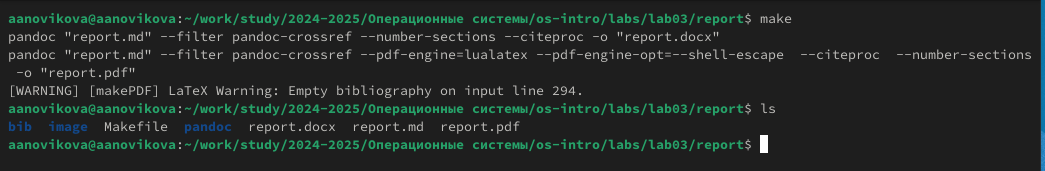 aanovikova@aanovikova:~/work/study/2024-2025/Операционные системы/os-intro/labs/lab03/report$ make
pandoc "report.md" --filter pandoc-crossref --number-sections --citeproc -o "report.docx"
pandoc "report.md" --filter pandoc-crossref --pdf-engine=lualatex --pdf-engine-opt=--shell-escape  --citeproc  --number-sections
 -o "report.pdf"
[WARNING] [makePDF] LaTeX Warning: Empty bibliography on input line 294.
aanovikova@aanovikova:~/work/study/2024-2025/Операционные системы/os-intro/labs/lab03/report$ ls
bib  image  Makefile  pandoc  report.docx  report.md  report.pdf
aanovikova@aanovikova:~/work/study/2024-2025/Операционные системы/os-intro/labs/lab03/report$